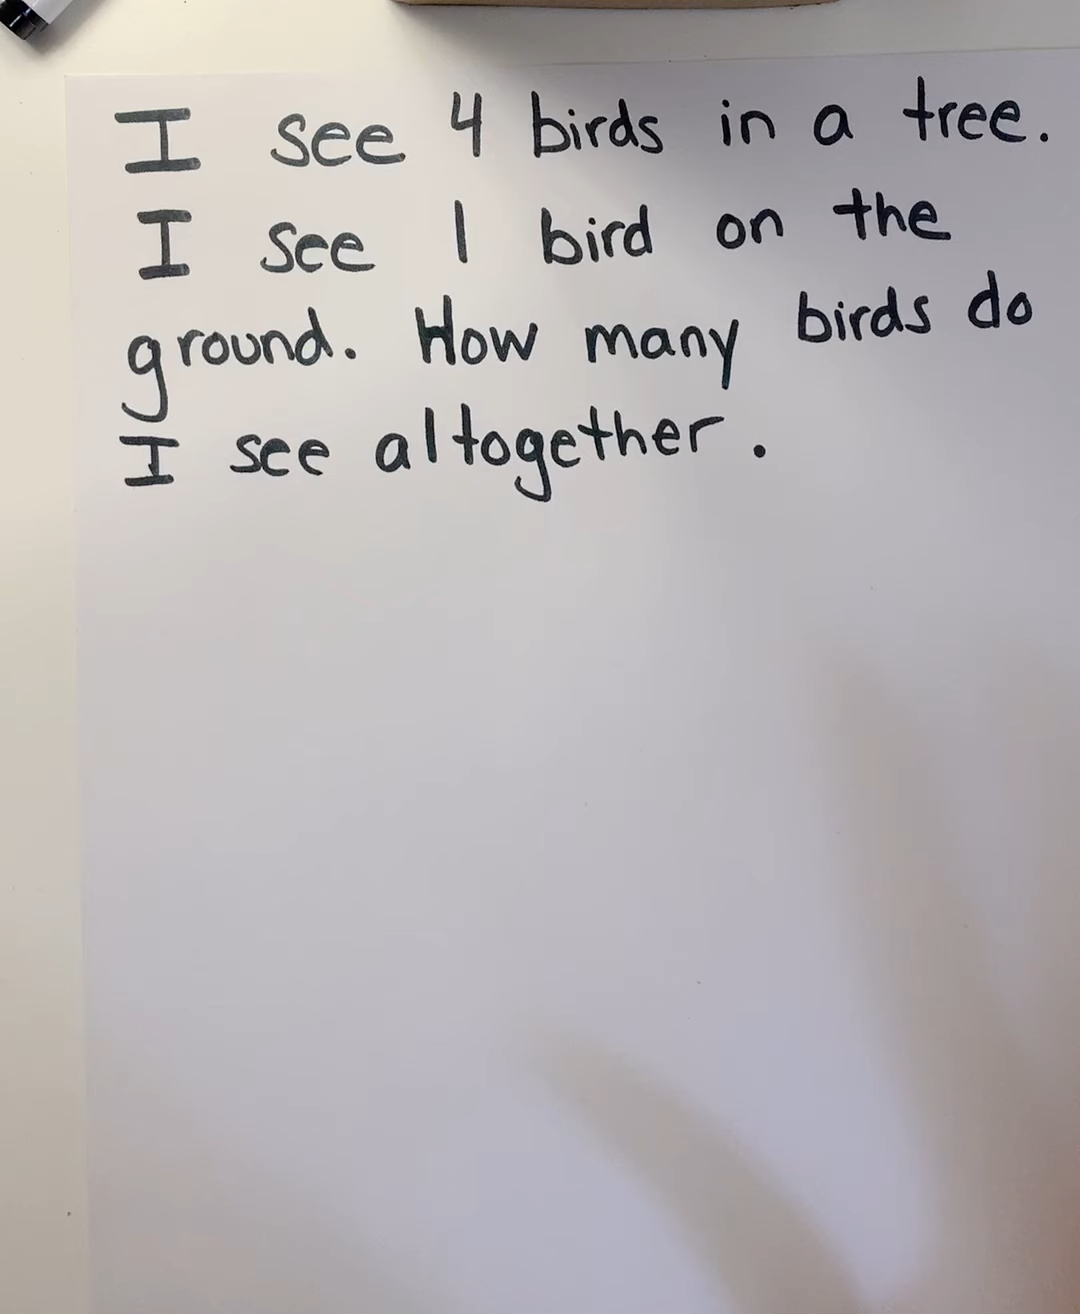 I see 4 birds in a tree.
I see 1 bird on the
ground. How many birds do
I see altogether.